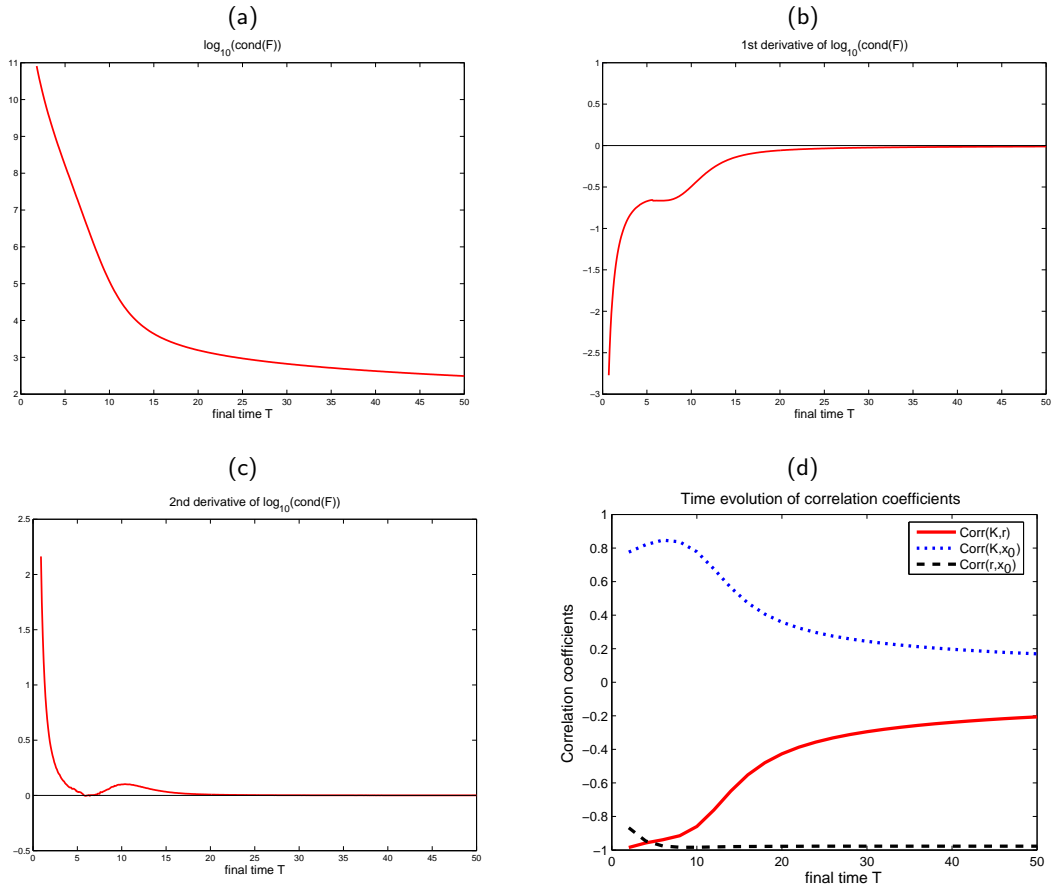 (a)
log10(cond(F))
11
10
9
8
7
6
5
4
3
2
0 5 10 15 20 25 30 35 40 45 50
final time T
(b)
1st derivative of log10(cond(F))
1
0.5
0
−0.5
−1
−1.5
−2
−2.5
−3
0 5 10 15 20 25 30 35 40 45 50
final time T
(c)
2nd derivative of log10(cond(F))
2.5
2
1.5
1
0.5
0
−0.5
0 5 10 15 20 25 30 35 40 45 50
final time T
(d)
Time evolution of correlation coefficients
Corr(K,r)
Corr(K,x0)
Corr(r,x0)
Correlation coefficients
1
0.8
0.6
0.4
0.2
0
−0.2
−0.4
−0.6
−0.8
−1
0 10 20 30 40 50
final time T